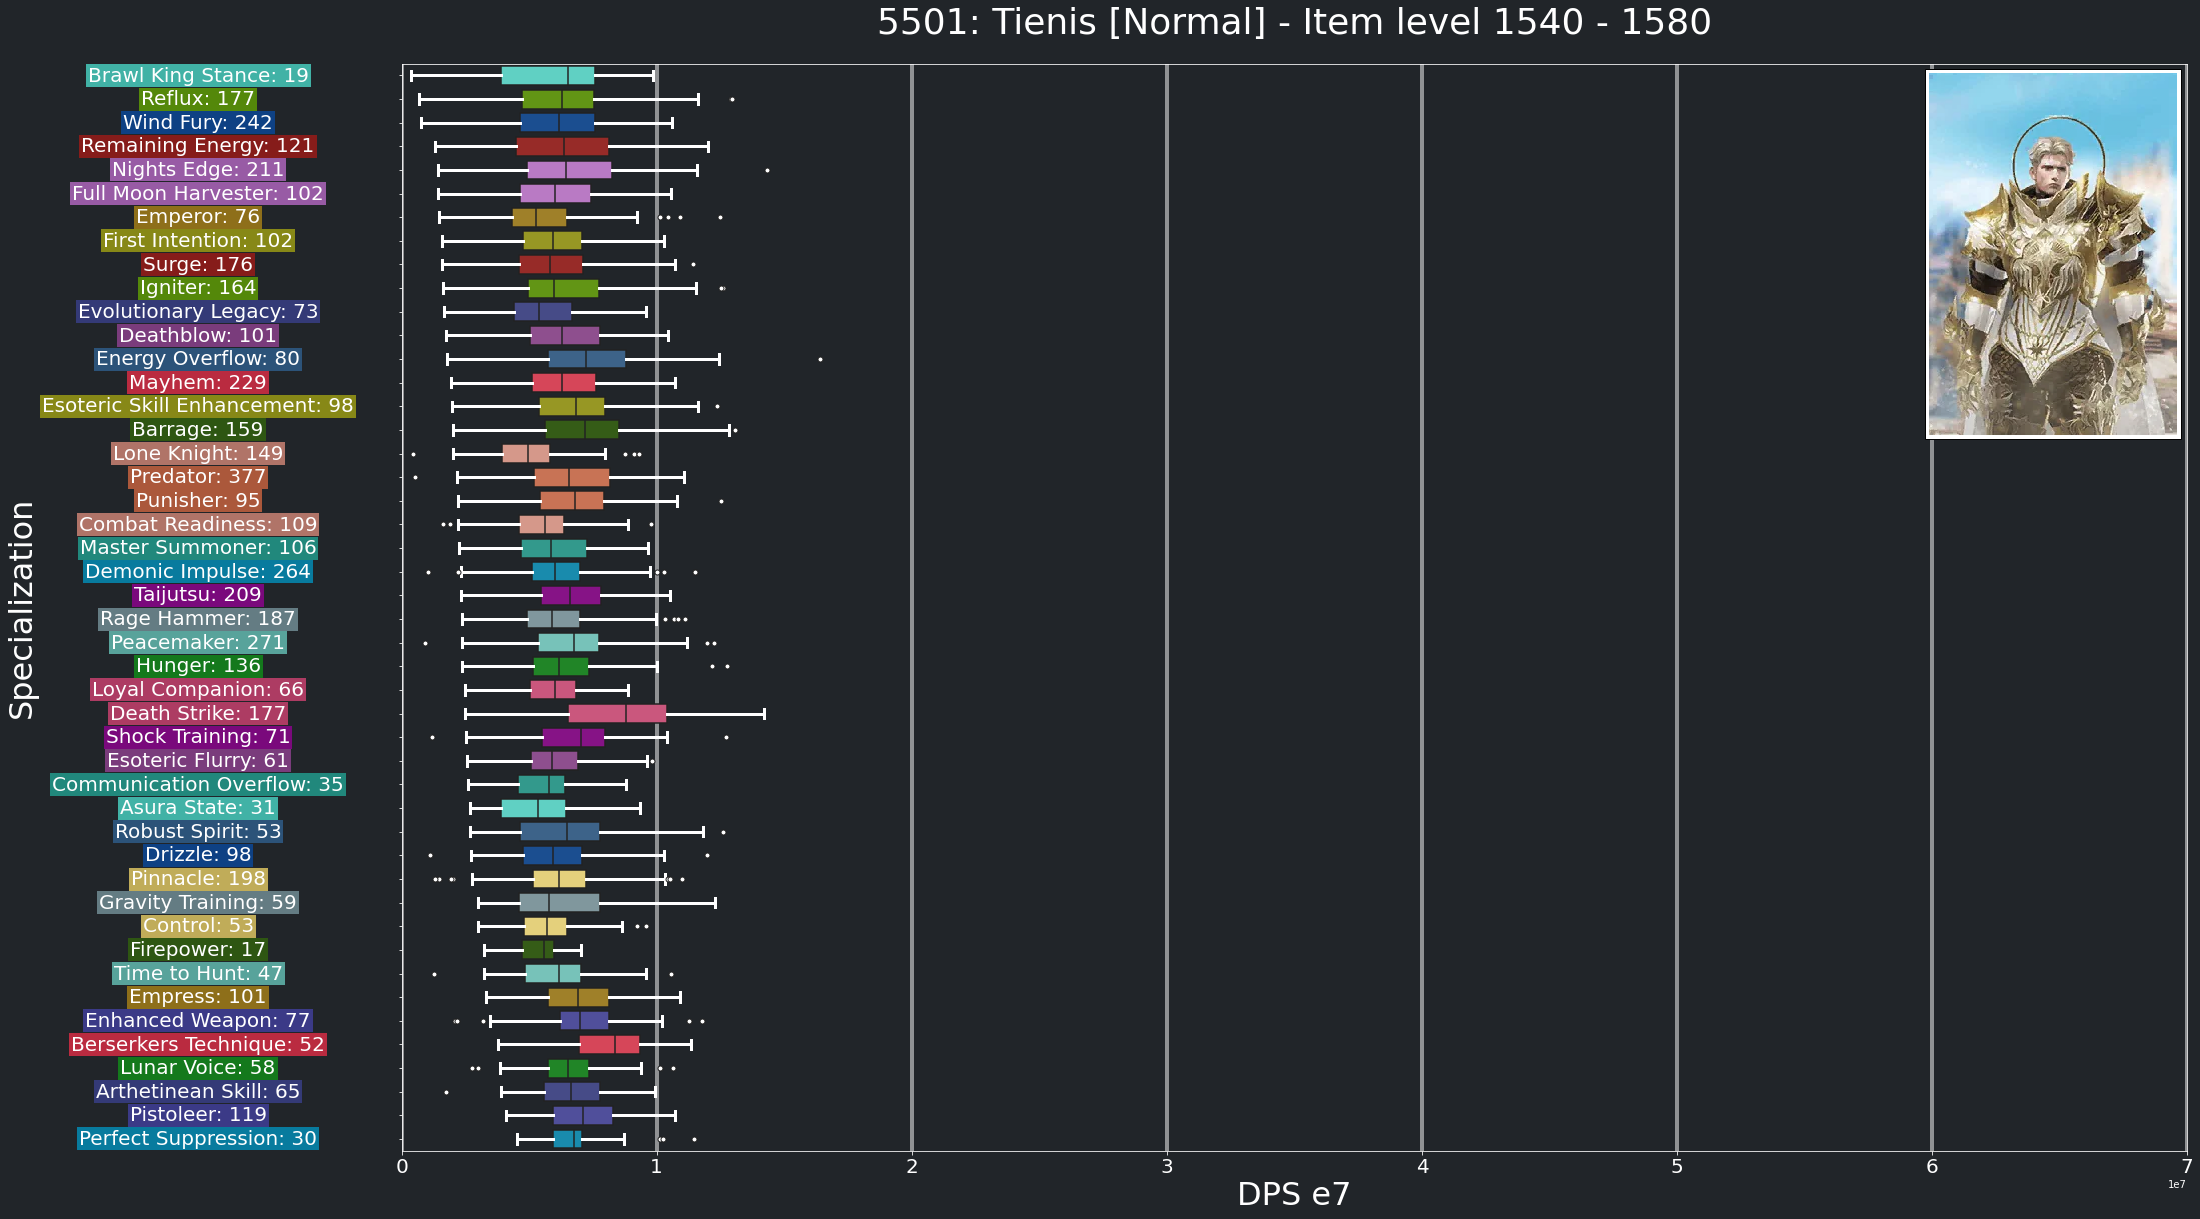 5501: Tienis [Normal] - Item level 1540 - 1580
Brawl King Stance: 19
Reflux: 177
Wind Fury: 242
Remaining Energy: 121
Nights Edge: 211
Full Moon Harvester: 102
Emperor: 76
First Intention: 102
Surge: 176
Igniter: 164
Evolutionary Legacy: 73
Deathblow: 101
Energy Overflow: 80
Mayhem: 229
Esoteric Skill Enhancement: 98
Barrage: 159
Lone Knight: 149
Predator: 377
Punisher: 95
Combat Readiness: 109
Master Summoner: 106
Demonic Impulse: 264
Taijutsu: 209
Rage Hammer: 187
Peacemaker: 271
Hunger: 136
Loyal Companion: 66
Death Strike: 177
Shock Training: 71
Esoteric Flurry: 61
Communication Overflow: 35
Asura State: 31
Robust Spirit: 53
Drizzle: 98
Pinnacle: 198
Gravity Training: 59
Control: 53
Firepower: 17
Time to Hunt: 47
Empress: 101
Enhanced Weapon: 77
Berserkers Technique: 52
Lunar Voice: 58
Arthetinean Skill: 65
Pistoleer: 119
Perfect Suppression: 30
Specialization
0 1 2 3 4 5 6 7
1e7
DPS e7